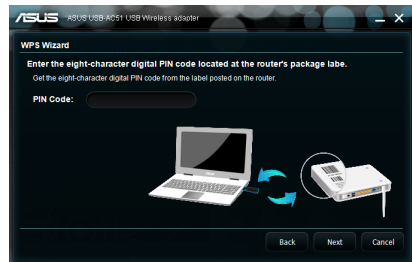 ASUS ASUS USB-AC51 USB Wireless adapter
WPS Wizard
Enter the eight-character digital PIN code located at the router's package labe.
Get the eight-character digital PIN code from the label posted on the router.
PIN Code:
Back Next Cancel